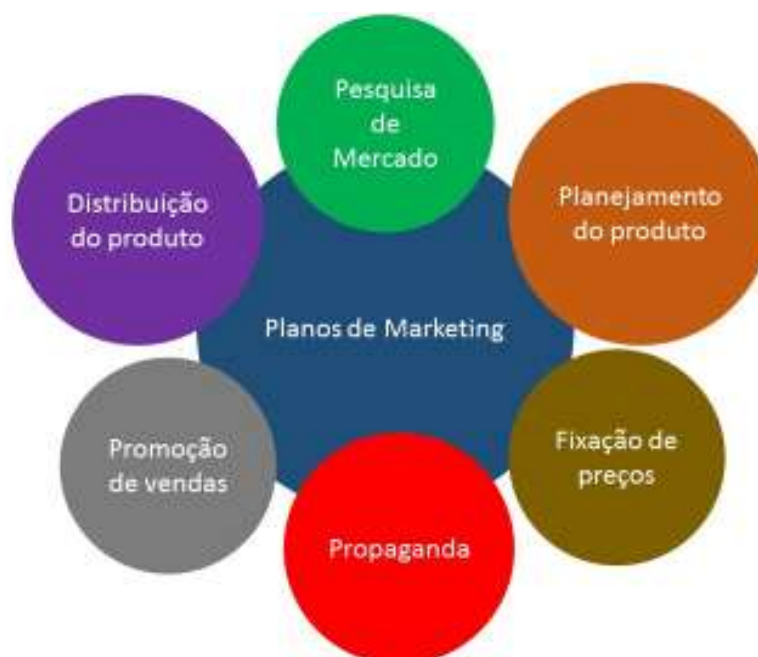 Pesquisa
de
Mercado
Distribuição
do produto
Planejamento
do produto
Planos de Marketing
Promoção
de vendas
Fixação de
preços
Propaganda